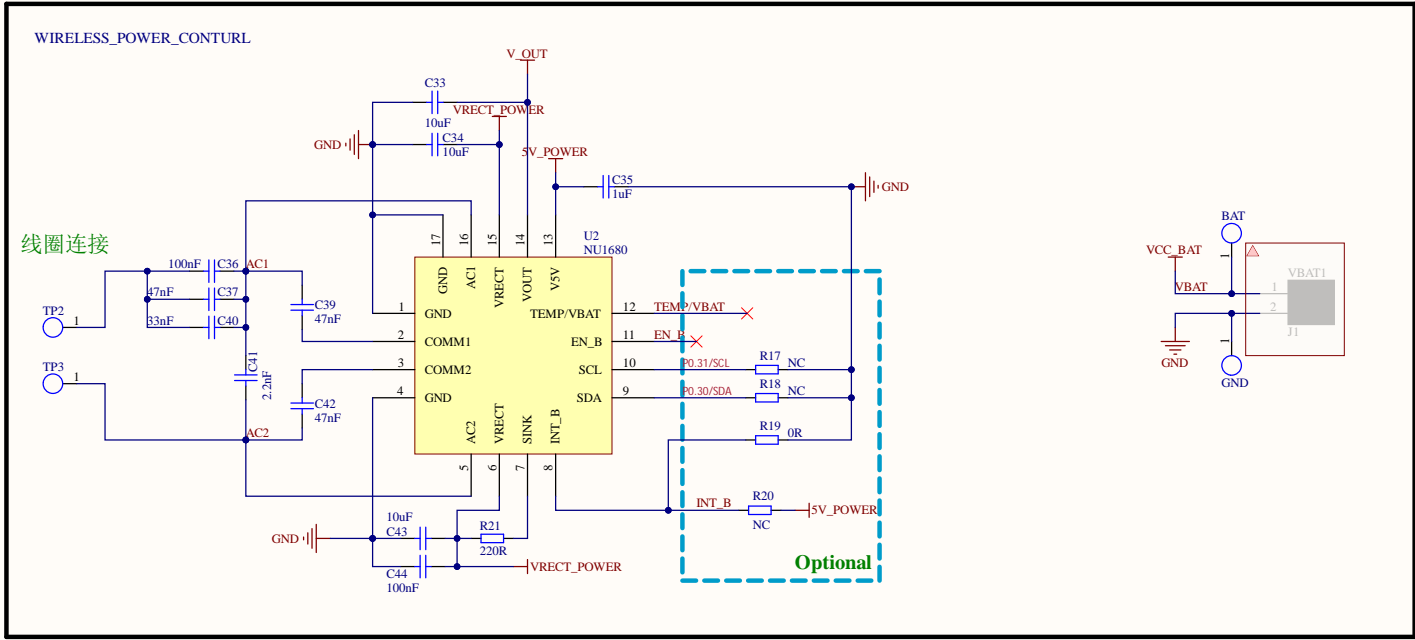 WIRELESS_POWER_CONTURL
V_OUT
C33
10uF
VRECT_POWER
GND
C34
10uF
5V_POWER
C35
1uF
GND
线圈连接
TP2
1
TP3
1
100nF
C36
47nF
C37
33nF
C40
AC1
C39
47nF
C41
2.2nF
C42
47nF
AC2
U2
NU1680
17
16
15
14
13
GND
AC1
VRECT
VOUT
V5V
1
GND
2
COMM1
3
COMM2
4
GND
TEMP/VBAT
12
TEMP/VBAT
EN_B
11
EN_B
SCL
10
P0.31/SCL
R17
NC
SDA
9
P0.30/SDA
R18
NC
R19
0R
AC2
VRECT
SINK
INT_B
5
6
7
8
INT_B
R20
NC
5V_POWER
GND
10uF
C43
C44
100nF
R21
220R
VRECT_POWER
Optional
BAT
1
VCC_BAT
VBAT
VBAT1
1
2
J1
GND
1
GND